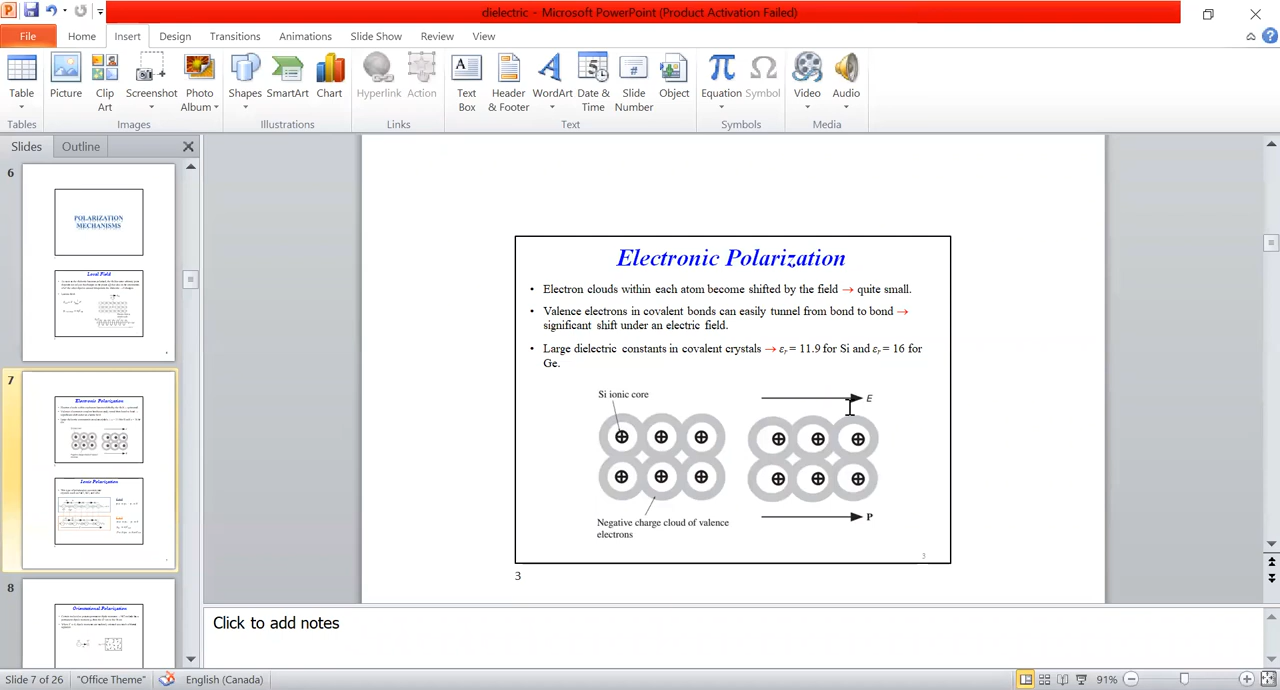 dielectric - Microsoft PowerPoint (Product Activation Failed)
File Home Insert Design Transitions Animations Slide Show Review View
Table Picture Clip Art Screenshot Photo Album Shapes SmartArt Chart Hyperlink Action Text Box Header & Footer WordArt Date & Time Slide Number Object Equation Symbol Video Audio
Tables Images Illustrations Links Text Symbols Media
Slides Outline
6
POLARIZATION
MECHANISMS
Local Field
7
Electronic Polarization
Ionic Polarization
8
Orientational Polarization
Electronic Polarization
• Electron clouds within each atom become shifted by the field → quite small.
• Valence electrons in covalent bonds can easily tunnel from bond to bond →
significant shift under an electric field.
• Large dielectric constants in covalent crystals → εr = 11.9 for Si and εr = 16 for
Ge.
Si ionic core
E
Negative charge cloud of valence
electrons
P
3
3
Click to add notes
Slide 7 of 26 "Office Theme" English (Canada) 91%